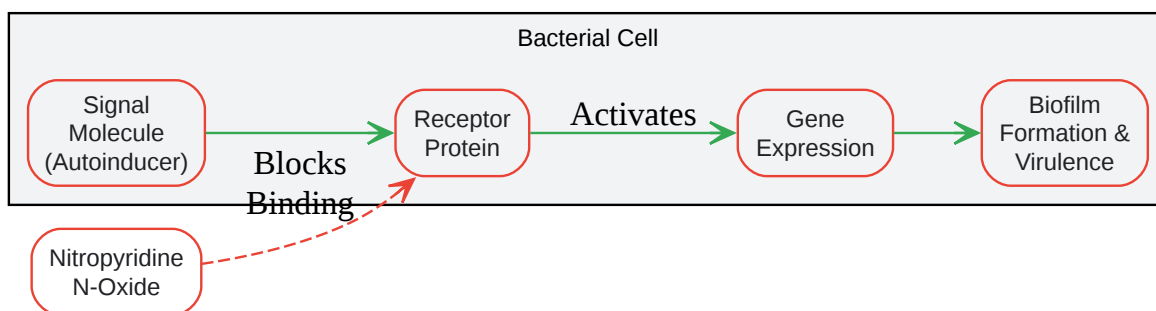 Bacterial Cell
Signal
Molecule
(Autoinducer)
Blocks
Binding
Receptor
Protein
Activates
Gene
Expression
Biofilm
Formation &
Virulence
Nitropyridine
N-Oxide